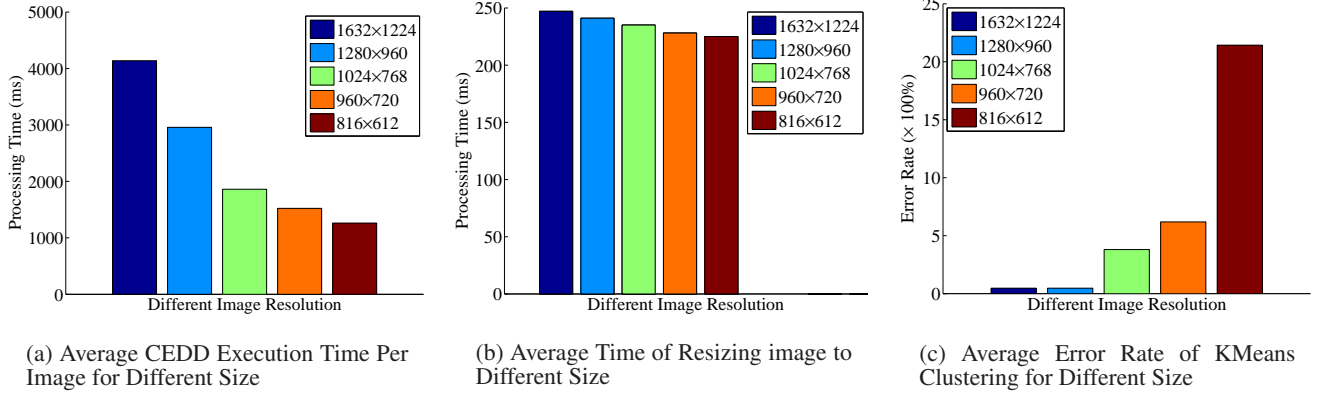 5000
4000
3000
2000
1000
0
Processing Time (ms)
1632×1224
1280×960
1024×768
960×720
816×612
Different Image Resolution
(a) Average CEDD Execution Time Per
Image for Different Size
250
200
150
100
50
0
Processing Time (ms)
1632×1224
1280×960
1024×768
960×720
816×612
Different Image Resolution
(b) Average Time of Resizing image to
Different Size
25
20
15
10
5
0
Error Rate (× 100%)
1632×1224
1280×960
1024×768
960×720
816×612
Different Image Resolution
(c) Average Error Rate of KMeans
Clustering for Different Size